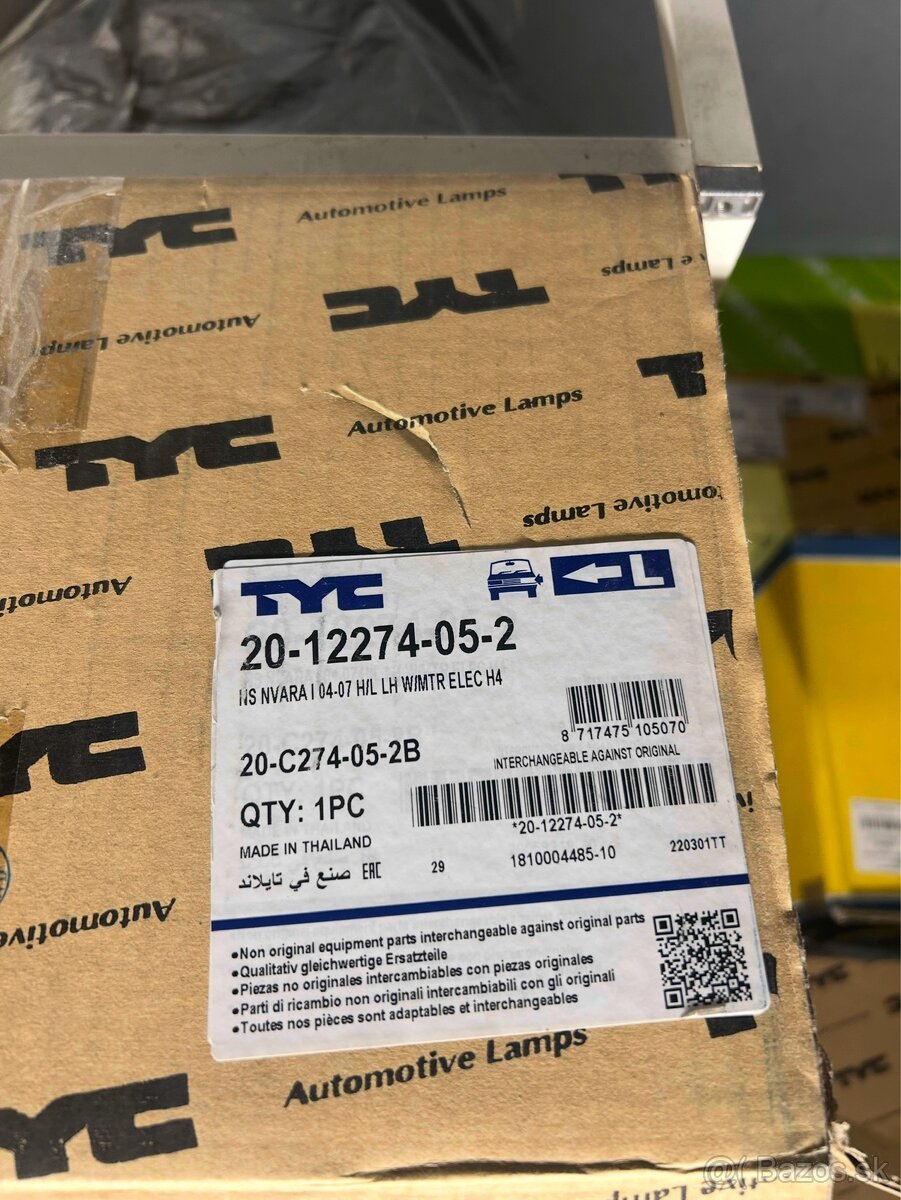 TYC
Automotive Lamps
TYC
Automotive Lamps
Automotive Lamps
TYC
Automotive Lamps
Automotive Lamps
TYC
L
20-12274-05-2
NS NVARA I 04-07 H/L LH W/MTR ELEC H4
8 717475 105070
20-C274-05-2B
INTERCHANGEABLE AGAINST ORIGINAL
QTY: 1PC
*20-12274-05-2*
MADE IN THAILAND
صنع في تايلاند EAC
29
1810004485-10
220301TT
•Non original equipment parts interchangeable against original parts
•Qualitativ gleichwertige Ersatzteile
•Piezas no originales intercambiables con piezas originales
•Parti di ricambio non originali intercambiabili con gli originali
•Toutes nos pièces sont adaptables et interchangeables
Automotive Lamps
TYC
Bazos.sk